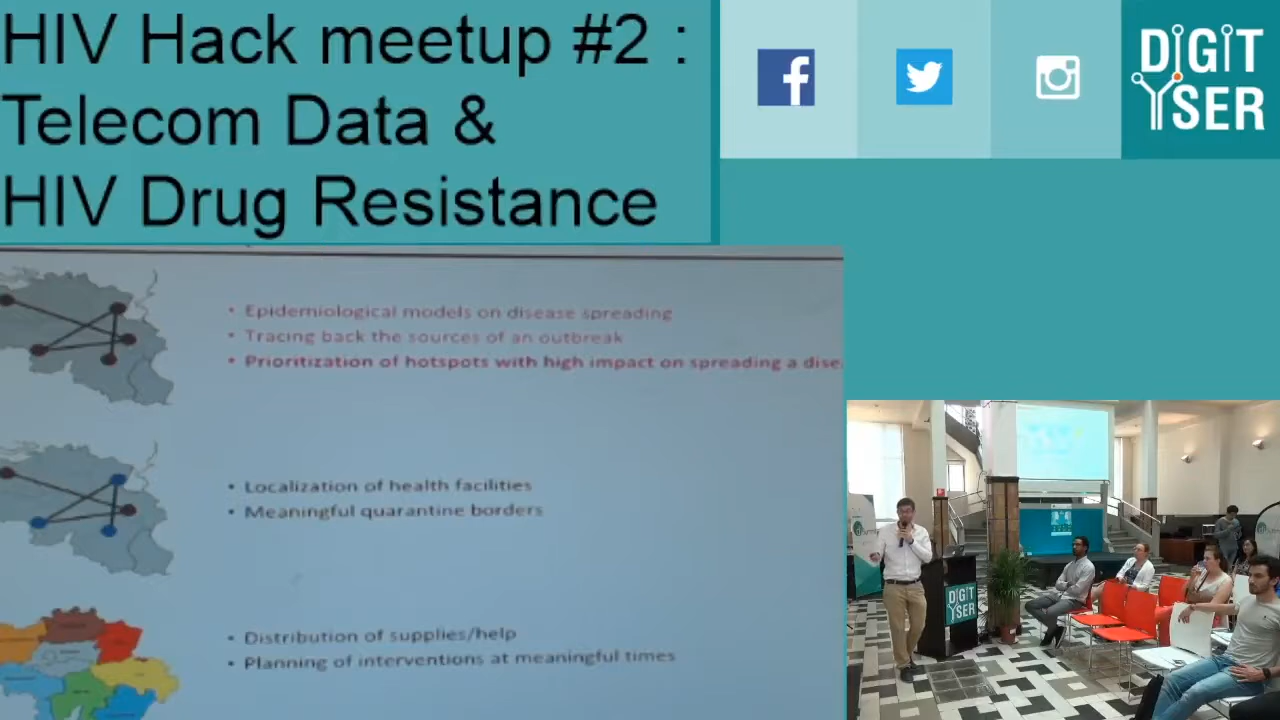 HIV Hack meetup #2 :
Telecom Data &
HIV Drug Resistance
DIGIT
YSER
• Epidemiological models on disease spreading
• Tracing back the sources of an outbreak
• Prioritization of hotspots with high impact on spreading a dise
• Localization of health facilities
• Meaningful quarantine borders
• Distribution of supplies/help
• Planning of interventions at meaningful times
DIGIT
YSER